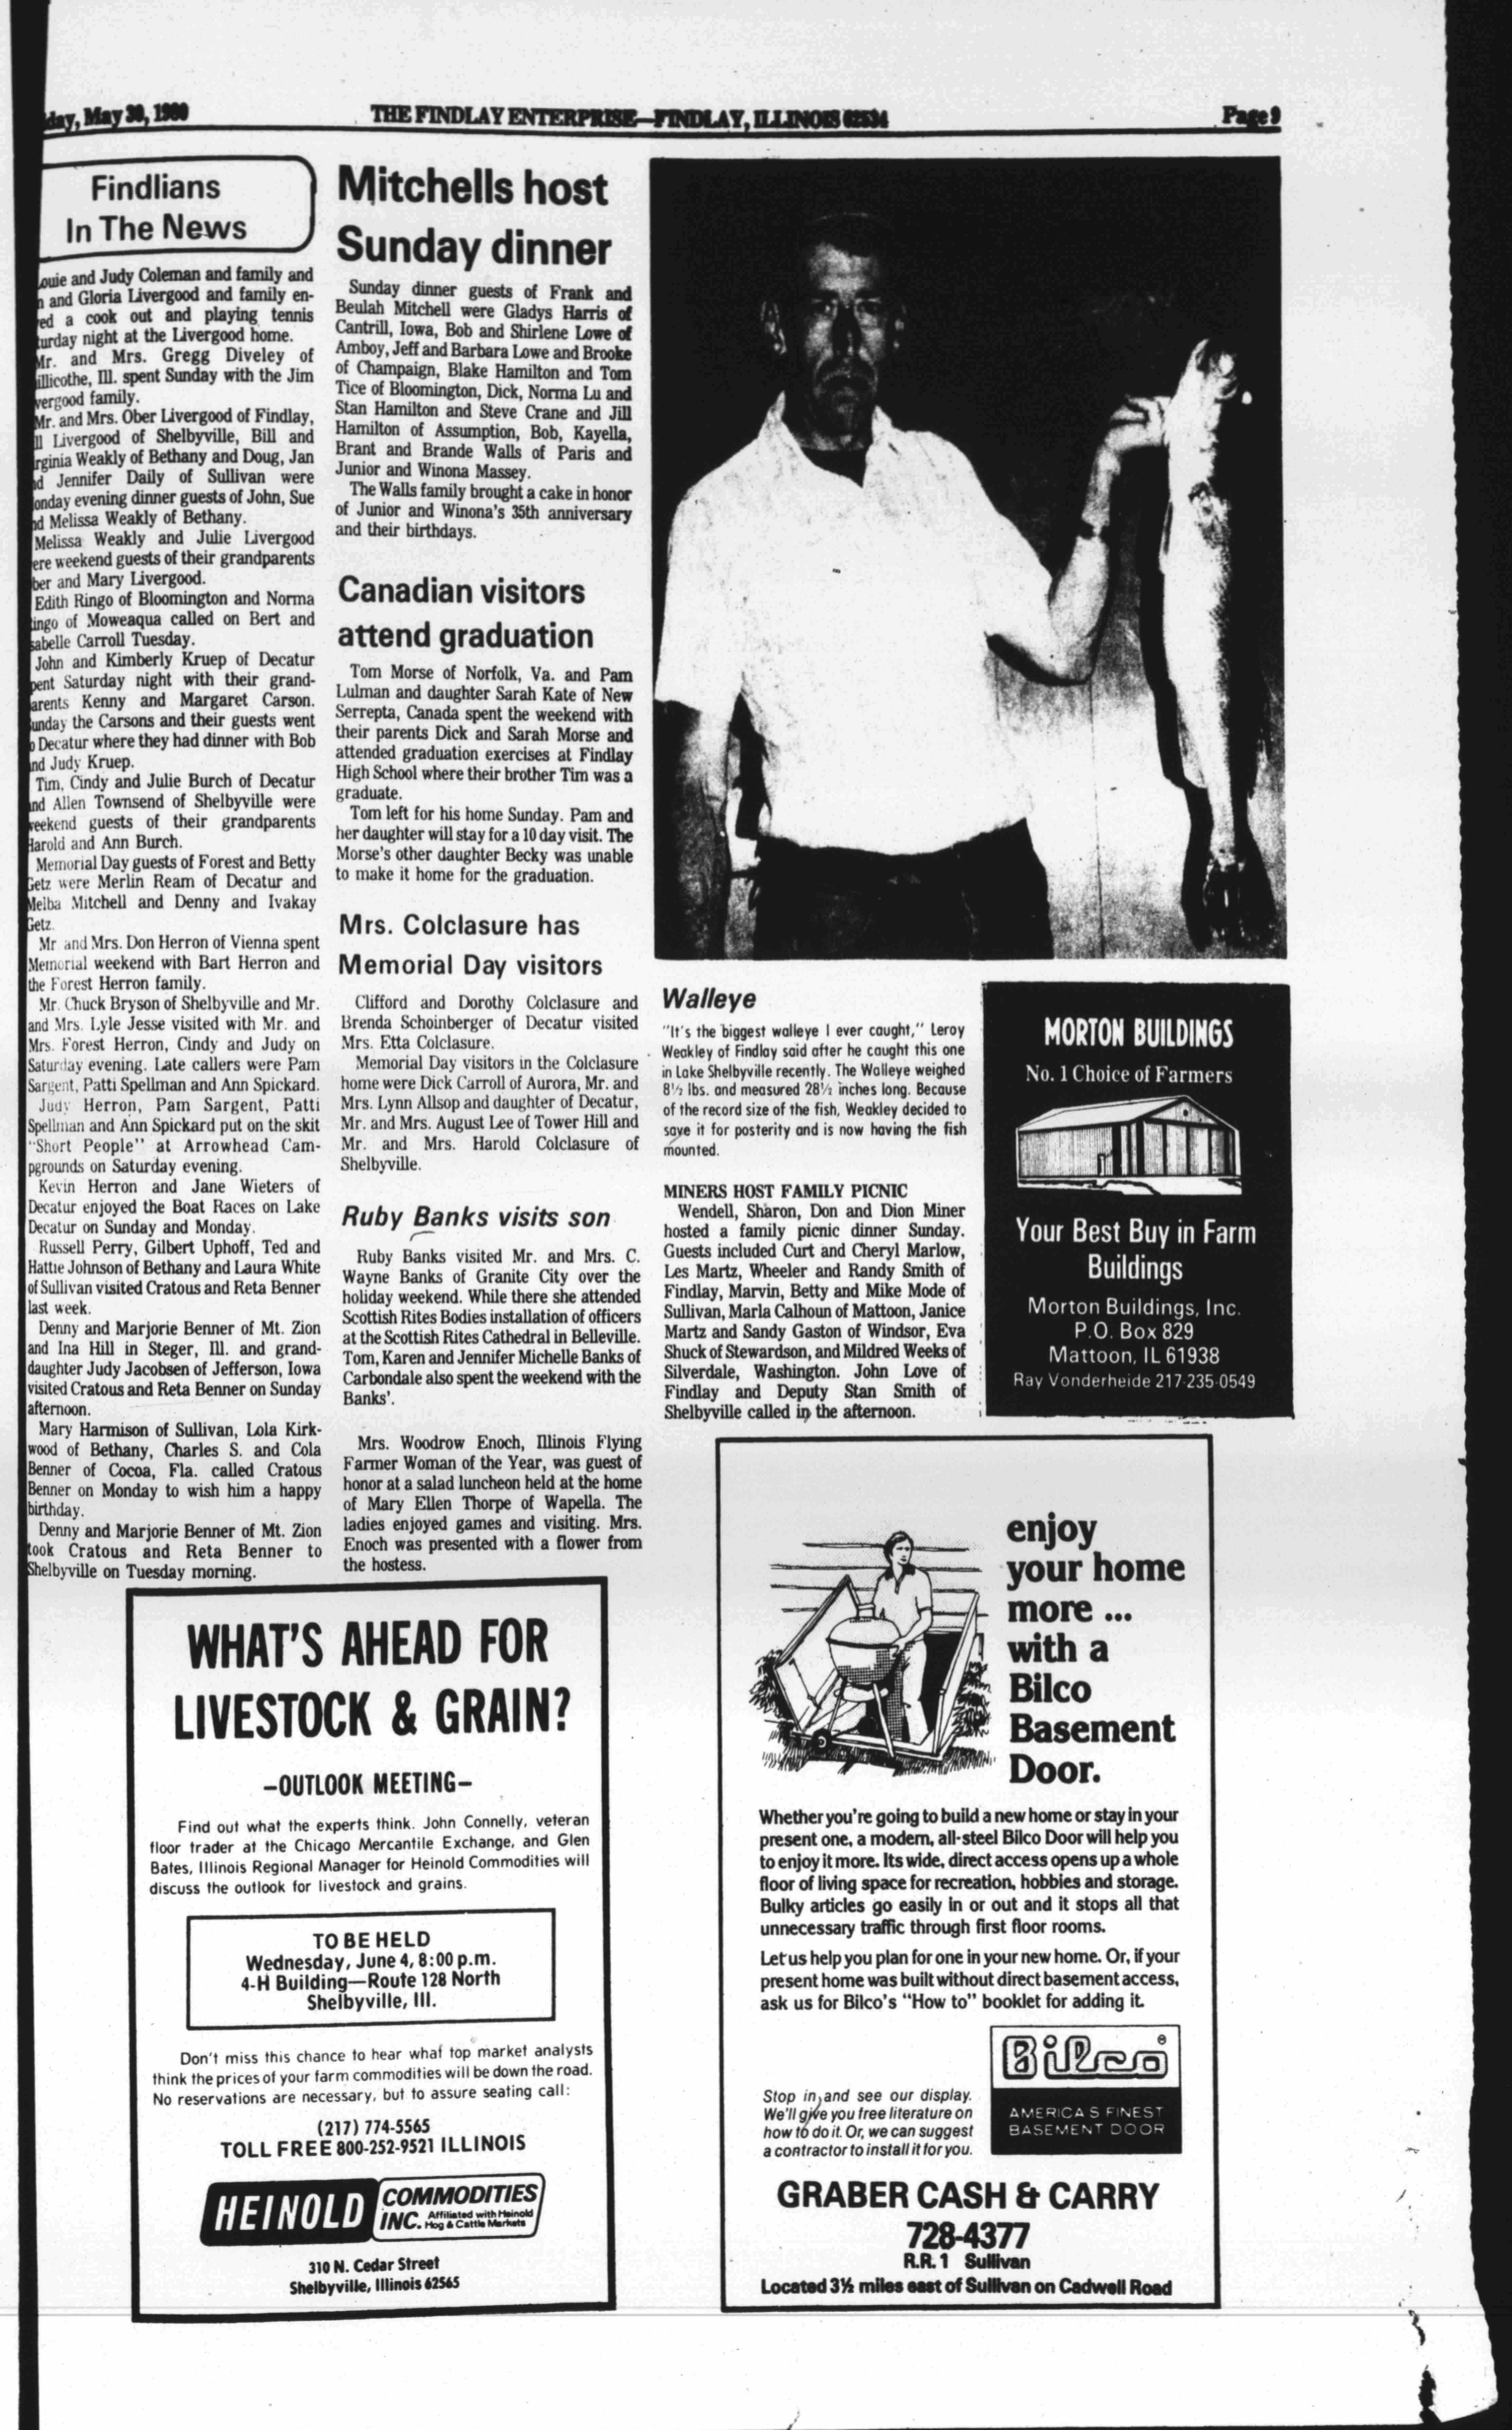 day, May 30, 1980
THE FINDLAY ENTERPRISE—FINDLAY, ILLINOIS 62534
Page 9
Findlians
In The News
ouie and Judy Coleman and family and
n and Gloria Livergood and family en-
ed a cook out and playing tennis
turday night at the Livergood home.
Mr. and Mrs. Gregg Diveley of
illicothe, Ill. spent Sunday with the Jim
vergood family.
Mr. and Mrs. Ober Livergood of Findlay,
ll Livergood of Shelbyville, Bill and
rginia Weakly of Bethany and Doug, Jan
d Jennifer Daily of Sullivan were
onday evening dinner guests of John, Sue
nd Melissa Weakly of Bethany.
Melissa Weakly and Julie Livergood
ere weekend guests of their grandparents
ber and Mary Livergood.
Edith Ringo of Bloomington and Norma
ingo of Moweaqua called on Bert and
sabelle Carroll Tuesday.
John and Kimberly Kruep of Decatur
pent Saturday night with their grand-
arents Kenny and Margaret Carson.
unday the Carsons and their guests went
o Decatur where they had dinner with Bob
nd Judy Kruep.
Tim, Cindy and Julie Burch of Decatur
nd Allen Townsend of Shelbyville were
weekend guests of their grandparents
Harold and Ann Burch.
Memorial Day guests of Forest and Betty
Getz were Merlin Ream of Decatur and
Melba Mitchell and Denny and Ivakay
Getz.
Mr. and Mrs. Don Herron of Vienna spent
Memorial weekend with Bart Herron and
the Forest Herron family.
Mr. Chuck Bryson of Shelbyville and Mr.
and Mrs. Lyle Jesse visited with Mr. and
Mrs. Forest Herron, Cindy and Judy on
Saturday evening. Late callers were Pam
Sargent, Patti Spellman and Ann Spickard.
Judy Herron, Pam Sargent, Patti
Spellman and Ann Spickard put on the skit
"Short People" at Arrowhead Cam-
pgrounds on Saturday evening.
Kevin Herron and Jane Wieters of
Decatur enjoyed the Boat Races on Lake
Decatur on Sunday and Monday.
Russell Perry, Gilbert Uphoff, Ted and
Hattie Johnson of Bethany and Laura White
of Sullivan visited Cratous and Reta Benner
last week.
Denny and Marjorie Benner of Mt. Zion
and Ina Hill in Steger, Ill. and grand-
daughter Judy Jacobsen of Jefferson, Iowa
visited Cratous and Reta Benner on Sunday
afternoon.
Mary Harmison of Sullivan, Lola Kirk-
wood of Bethany, Charles S. and Cola
Benner of Cocoa, Fla. called Cratous
Benner on Monday to wish him a happy
birthday.
Denny and Marjorie Benner of Mt. Zion
took Cratous and Reta Benner to
Shelbyville on Tuesday morning.
Mitchells host
Sunday dinner
Sunday dinner guests of Frank and
Beulah Mitchell were Gladys Harris of
Cantrill, Iowa, Bob and Shirlene Lowe of
Amboy, Jeff and Barbara Lowe and Brooke
of Champaign, Blake Hamilton and Tom
Tice of Bloomington, Dick, Norma Lu and
Stan Hamilton and Steve Crane and Jill
Hamilton of Assumption, Bob, Kayella,
Brant and Brande Walls of Paris and
Junior and Winona Massey.
The Walls family brought a cake in honor
of Junior and Winona's 35th anniversary
and their birthdays.
Canadian visitors
attend graduation
Tom Morse of Norfolk, Va. and Pam
Lulman and daughter Sarah Kate of New
Serrepta, Canada spent the weekend with
their parents Dick and Sarah Morse and
attended graduation exercises at Findlay
High School where their brother Tim was a
graduate.
Tom left for his home Sunday. Pam and
her daughter will stay for a 10 day visit. The
Morse's other daughter Becky was unable
to make it home for the graduation.
Mrs. Colclasure has
Memorial Day visitors
Clifford and Dorothy Colclasure and
Brenda Schoinberger of Decatur visited
Mrs. Etta Colclasure.
Memorial Day visitors in the Colclasure
home were Dick Carroll of Aurora, Mr. and
Mrs. Lynn Allsop and daughter of Decatur,
Mr. and Mrs. August Lee of Tower Hill and
Mr. and Mrs. Harold Colclasure of
Shelbyville.
Ruby Banks visits son
Ruby Banks visited Mr. and Mrs. C.
Wayne Banks of Granite City over the
holiday weekend. While there she attended
Scottish Rites Bodies installation of officers
at the Scottish Rites Cathedral in Belleville.
Tom, Karen and Jennifer Michelle Banks of
Carbondale also spent the weekend with the
Banks'.
Mrs. Woodrow Enoch, Illinois Flying
Farmer Woman of the Year, was guest of
honor at a salad luncheon held at the home
of Mary Ellen Thorpe of Wapella. The
ladies enjoyed games and visiting. Mrs.
Enoch was presented with a flower from
the hostess.
Walleye
"It's the biggest walleye I ever caught," Leroy
Weakley of Findlay said after he caught this one
in Lake Shelbyville recently. The Walleye weighed
8½ lbs. and measured 28½ inches long. Because
of the record size of the fish, Weakley decided to
save it for posterity and is now having the fish
mounted.
MINERS HOST FAMILY PICNIC
Wendell, Sharon, Don and Dion Miner
hosted a family picnic dinner Sunday.
Guests included Curt and Cheryl Marlow,
Les Martz, Wheeler and Randy Smith of
Findlay, Marvin, Betty and Mike Mode of
Sullivan, Marla Calhoun of Mattoon, Janice
Martz and Sandy Gaston of Windsor, Eva
Shuck of Stewardson, and Mildred Weeks of
Silverdale, Washington. John Love of
Findlay and Deputy Stan Smith of
Shelbyville called in the afternoon.
MORTON BUILDINGS
No. 1 Choice of Farmers
Your Best Buy in Farm
Buildings
Morton Buildings, Inc.
P.O. Box 829
Mattoon, IL 61938
Ray Vonderheide 217-235-0549
WHAT'S AHEAD FOR
LIVESTOCK & GRAIN?
—OUTLOOK MEETING—
Find out what the experts think. John Connelly, veteran
floor trader at the Chicago Mercantile Exchange, and Glen
Bates, Illinois Regional Manager for Heinold Commodities will
discuss the outlook for livestock and grains.
TO BE HELD
Wednesday, June 4, 8:00 p.m.
4-H Building—Route 128 North
Shelbyville, Ill.
Don't miss this chance to hear what top market analysts
think the prices of your farm commodities will be down the road.
No reservations are necessary, but to assure seating call:
(217) 774-5565
TOLL FREE 800-252-9521 ILLINOIS
HEINOLD COMMODITIES
INC. Affiliated with Heinold
Hog & Cattle Markets
310 N. Cedar Street
Shelbyville, Illinois 62565
enjoy
your home
more ...
with a
Bilco
Basement
Door.
Whether you're going to build a new home or stay in your
present one, a modern, all-steel Bilco Door will help you
to enjoy it more. Its wide, direct access opens up a whole
floor of living space for recreation, hobbies and storage.
Bulky articles go easily in or out and it stops all that
unnecessary traffic through first floor rooms.
Let us help you plan for one in your new home. Or, if your
present home was built without direct basement access,
ask us for Bilco's "How to" booklet for adding it.
Stop in and see our display.
We'll give you free literature on
how to do it. Or, we can suggest
a contractor to install it for you.
Bilco®
AMERICA'S FINEST
BASEMENT DOOR
GRABER CASH & CARRY
728-4377
R.R. 1 Sullivan
Located 3½ miles east of Sullivan on Cadwell Road